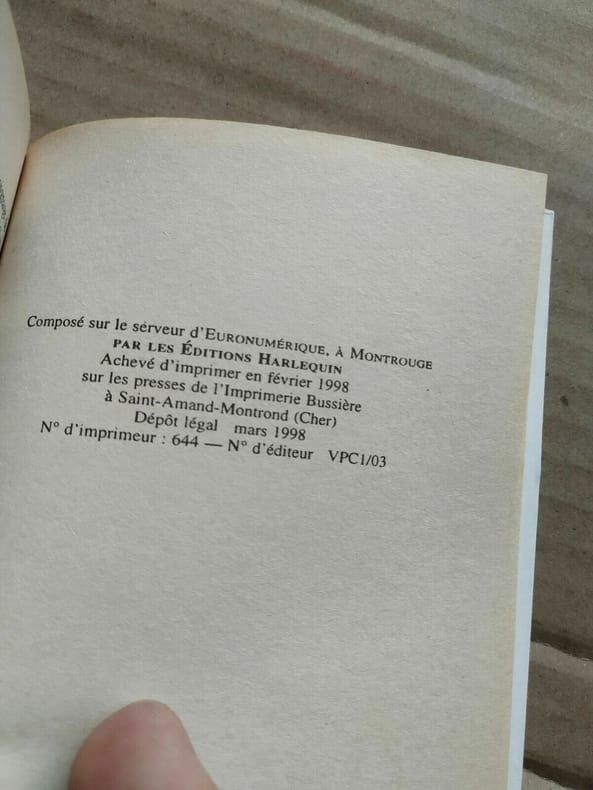 Composé sur le serveur d'EURONUMÉRIQUE, À MONTROUGE
PAR LES ÉDITIONS HARLEQUIN
Achevé d'imprimer en février 1998
sur les presses de l'Imprimerie Bussière
à Saint-Amand-Montrond (Cher)
Dépôt légal mars 1998
N° d'imprimeur : 644 — N° d'éditeur VPC1/03